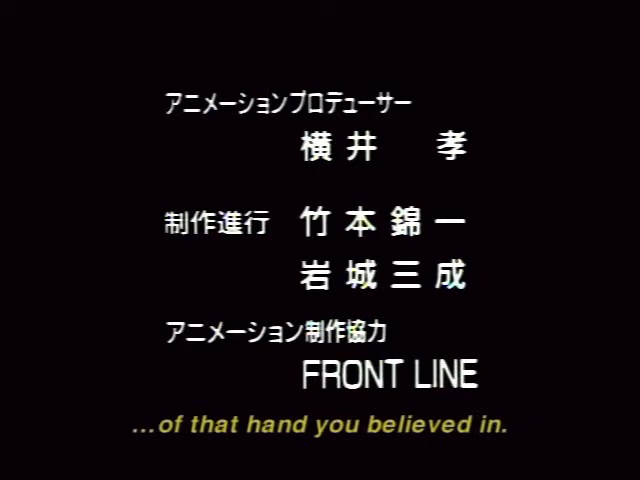 アニメーションプロデューサー
横井 孝
制作進行 竹本錦一
岩城三成
アニメーション制作協力
FRONT LINE
...of that hand you believed in.